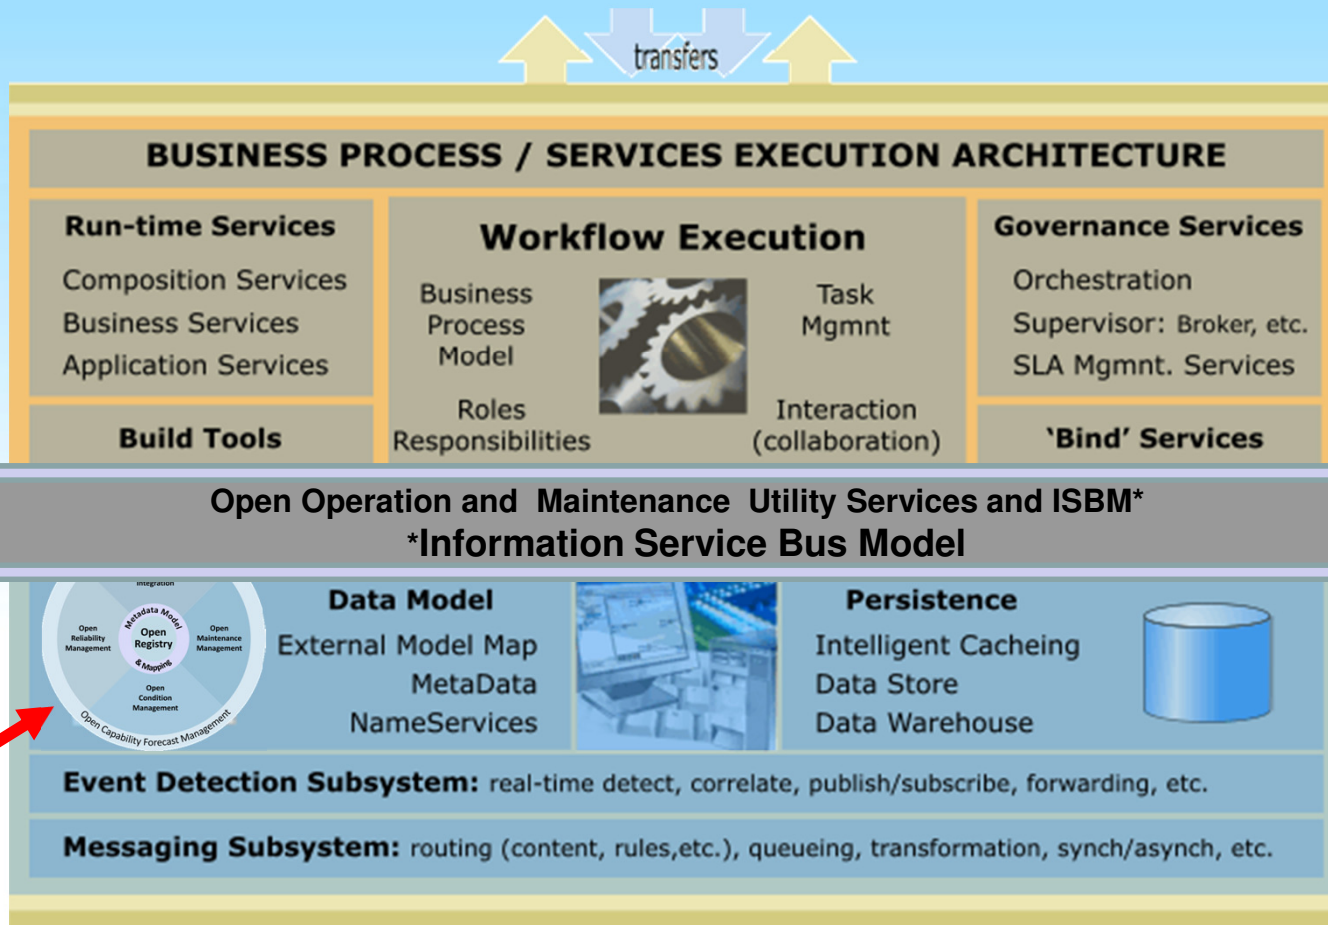 transfers
BUSINESS PROCESS / SERVICES EXECUTION ARCHITECTURE
Run-time Services
Composition Services
Business Services
Application Services
Build Tools
Workflow Execution
Business
Process
Model
Task
Mgmnt
Roles
Responsibilities
Interaction
(collaboration)
Governance Services
Orchestration
Supervisor: Broker, etc.
SLA Mgmnt. Services
‘Bind’ Services
Open Operation and Maintenance Utility Services and ISBM*
*Information Service Bus Model
Integration
Metadata Model
& Mapping
Open
Registry
Open
Reliability
Management
Open
Maintenance
Management
Open
Condition
Management
Open Capability Forecast Management
Data Model
External Model Map
MetaData
NameServices
Persistence
Intelligent Cacheing
Data Store
Data Warehouse
Event Detection Subsystem: real-time detect, correlate, publish/subscribe, forwarding, etc.
Messaging Subsystem: routing (content, rules,etc.), queueing, transformation, synch/asynch, etc.